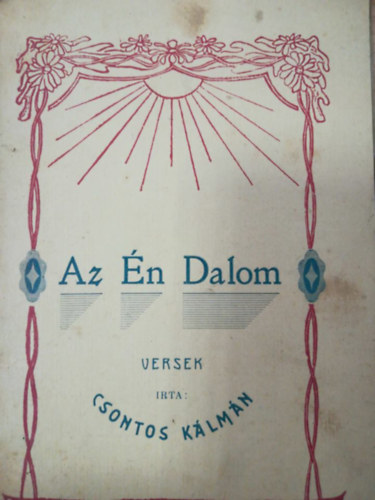 Az Én Dalom
VERSEK
IRTA:
CSONTOS KÁLMÁN